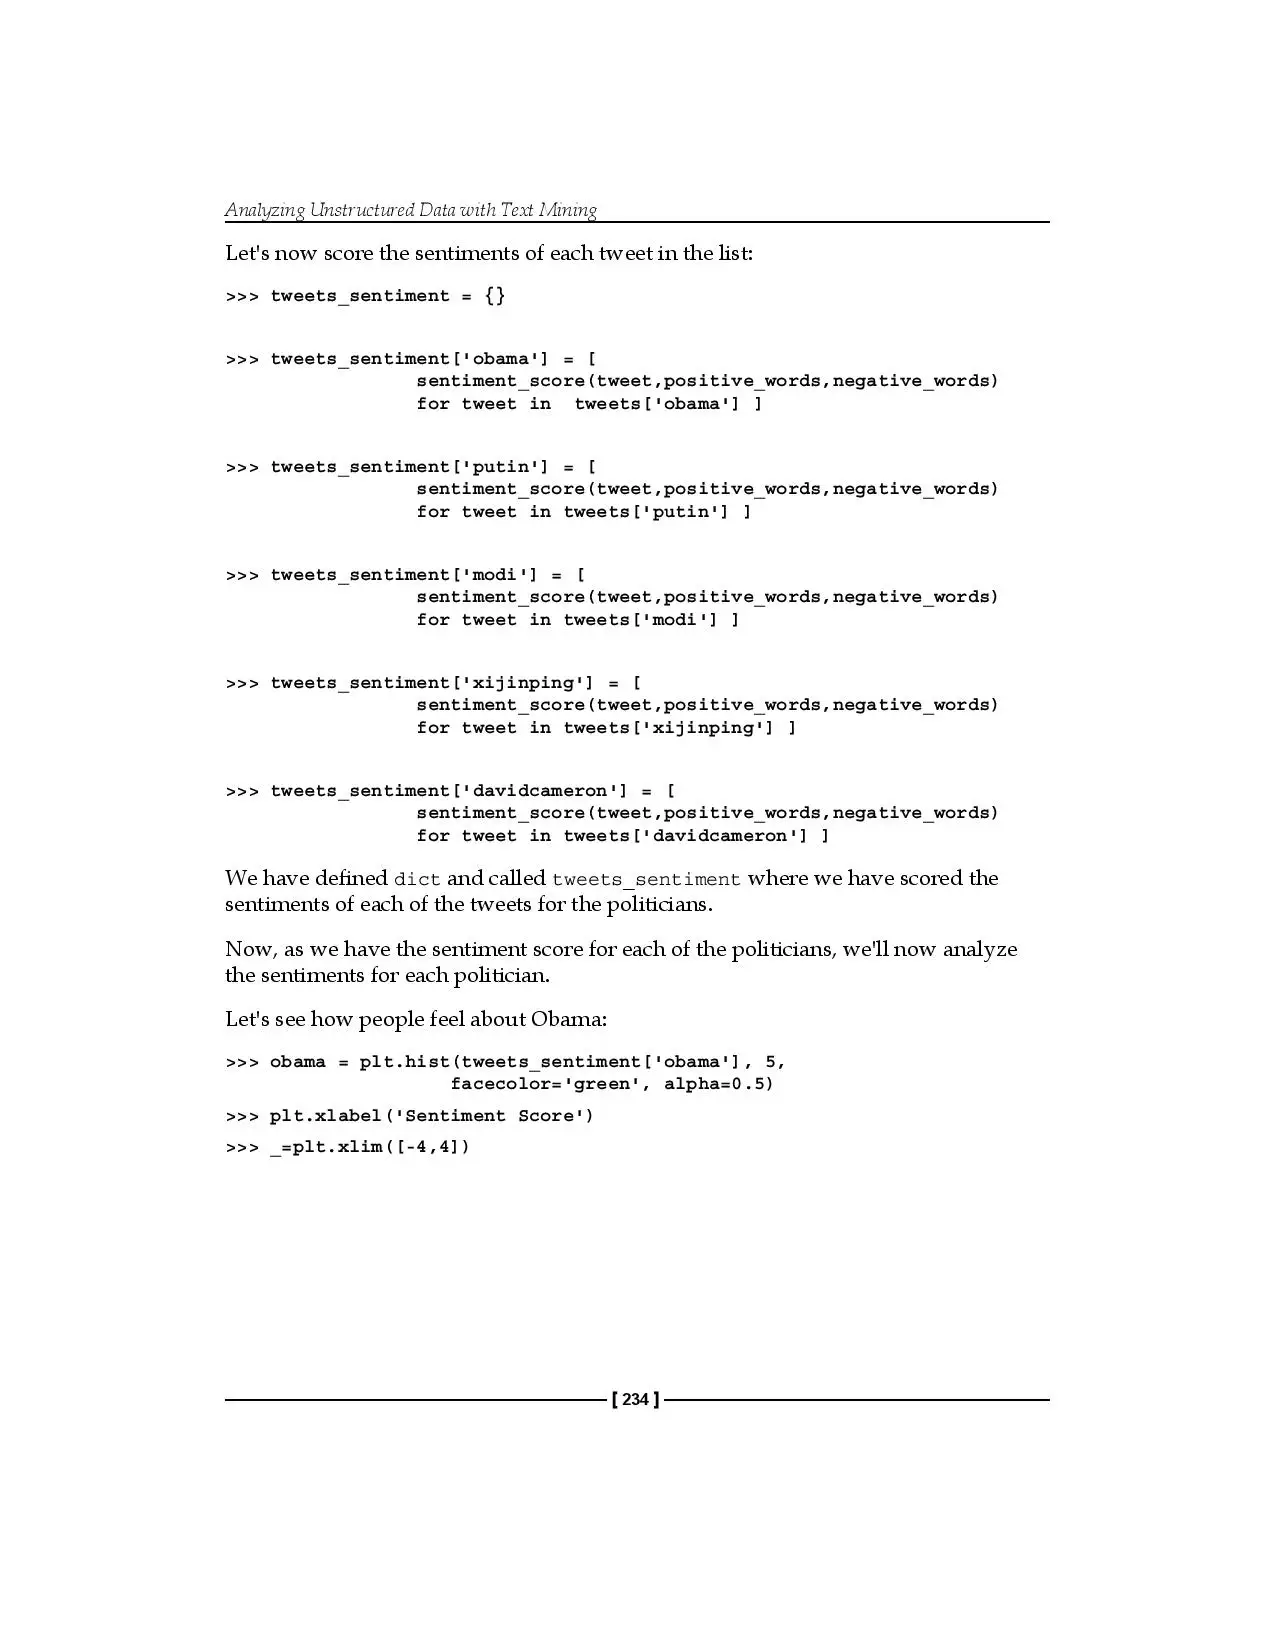 Analyzing Unstructured Data with Text Mining
Let's now score the sentiments of each tweet in the list:
>>> tweets_sentiment = {}
>>> tweets_sentiment['obama'] = [
                 sentiment_score(tweet,positive_words,negative_words)
                 for tweet in  tweets['obama'] ]
>>> tweets_sentiment['putin'] = [
                 sentiment_score(tweet,positive_words,negative_words)
                 for tweet in tweets['putin'] ]
>>> tweets_sentiment['modi'] = [
                 sentiment_score(tweet,positive_words,negative_words)
                 for tweet in tweets['modi'] ]
>>> tweets_sentiment['xijinping'] = [
                 sentiment_score(tweet,positive_words,negative_words)
                 for tweet in tweets['xijinping'] ]
>>> tweets_sentiment['davidcameron'] = [
                 sentiment_score(tweet,positive_words,negative_words)
                 for tweet in tweets['davidcameron'] ]
We have defined dict and called tweets_sentiment where we have scored the
sentiments of each of the tweets for the politicians.
Now, as we have the sentiment score for each of the politicians, we'll now analyze
the sentiments for each politician.
Let's see how people feel about Obama:
>>> obama = plt.hist(tweets_sentiment['obama'], 5,
                    facecolor='green', alpha=0.5)
>>> plt.xlabel('Sentiment Score')
>>> _=plt.xlim([-4,4])
[ 234 ]